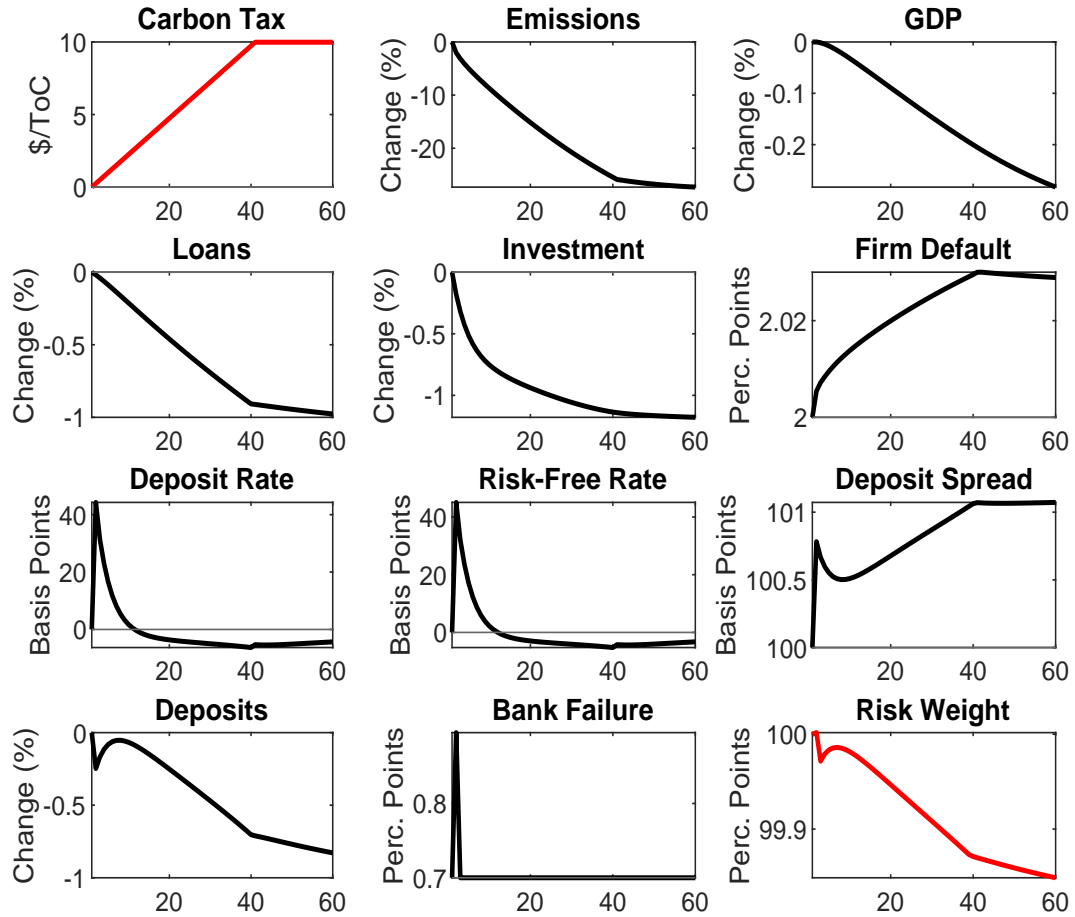 Carbon Tax
$/ToC
10
5
0
20 40 60
Emissions
Change (%)
0
-10
-20
20 40 60
GDP
Change (%)
0
-0.1
-0.2
20 40 60
Loans
Change (%)
0
-0.5
-1
20 40 60
Investment
Change (%)
0
-0.5
-1
20 40 60
Firm Default
Perc. Points
2.02
2
20 40 60
Deposit Rate
Basis Points
40
20
0
20 40 60
Risk-Free Rate
Basis Points
40
20
0
20 40 60
Deposit Spread
Basis Points
101
100.5
100
20 40 60
Deposits
Change (%)
0
-0.5
-1
20 40 60
Bank Failure
Perc. Points
0.8
0.7
20 40 60
Risk Weight
Perc. Points
100
99.9
20 40 60